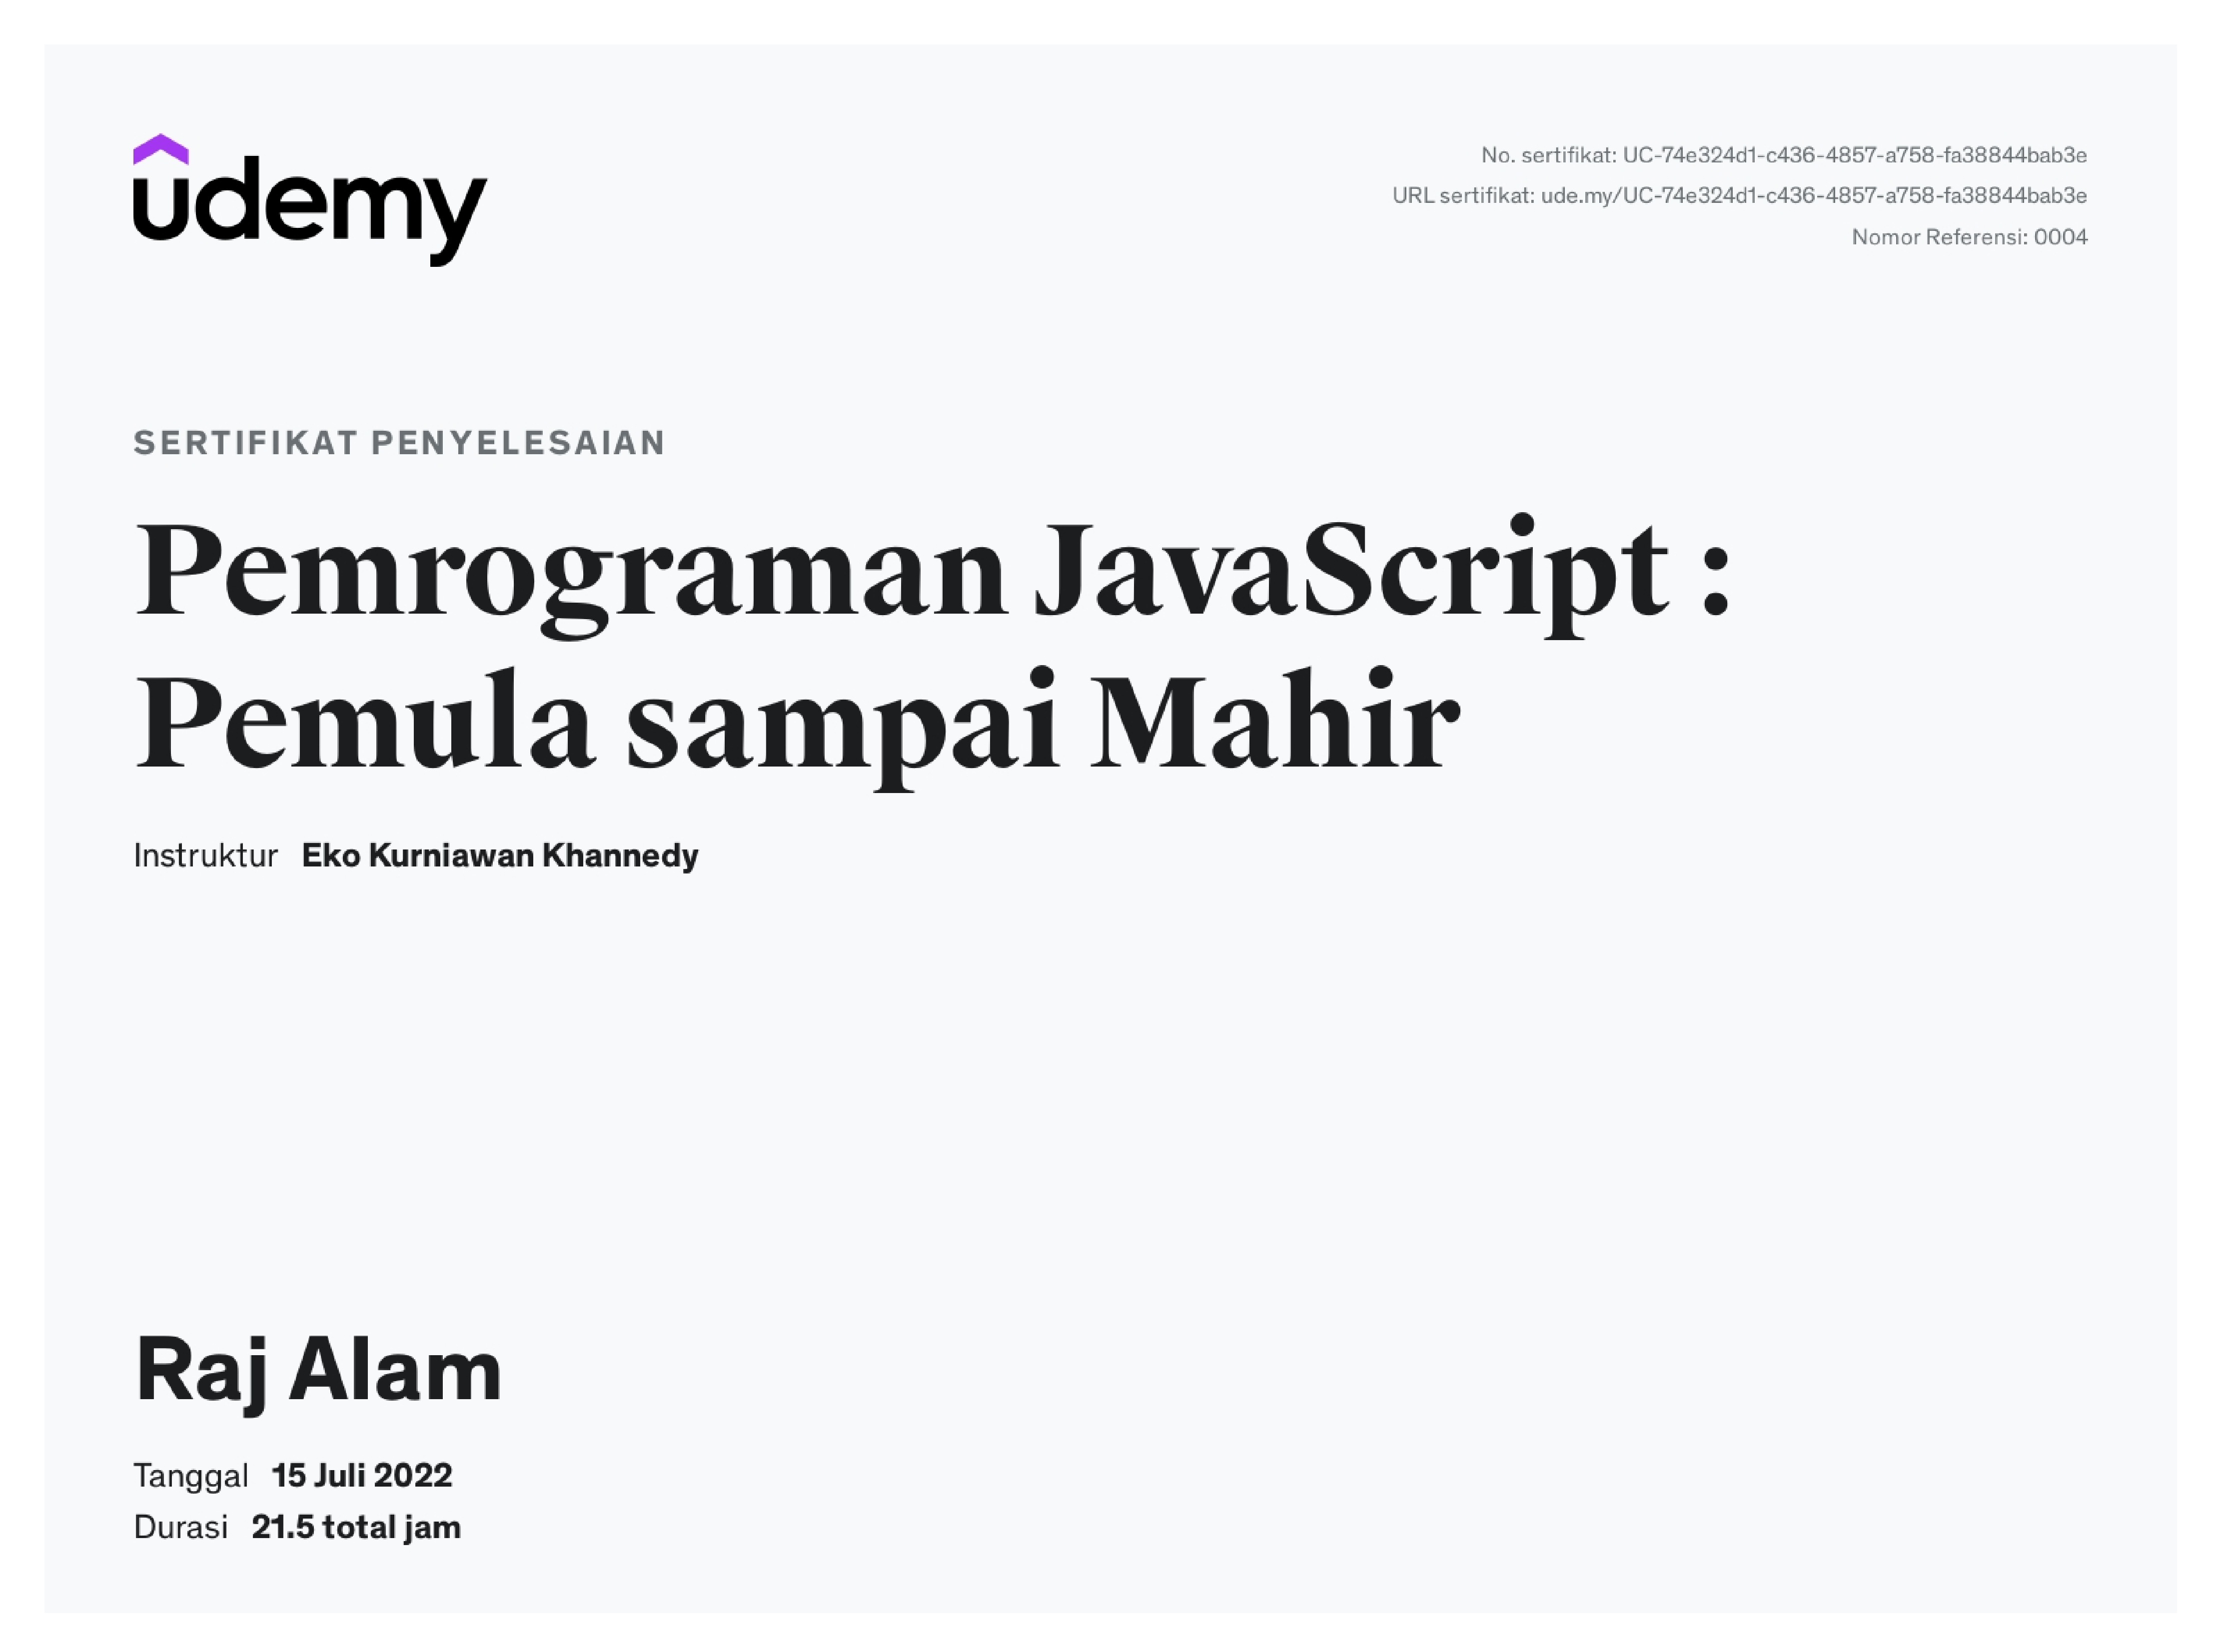 udemy
No. sertifikat: UC-74e324d1-c436-4857-a758-fa38844bab3e
URL sertifikat: ude.my/UC-74e324d1-c436-4857-a758-fa38844bab3e
Nomor Referensi: 0004
SERTIFIKAT PENYELESAIAN
Pemrograman JavaScript :
Pemula sampai Mahir
Instruktur Eko Kurniawan Khannedy
Raj Alam
Tanggal 15 Juli 2022
Durasi 21.5 total jam